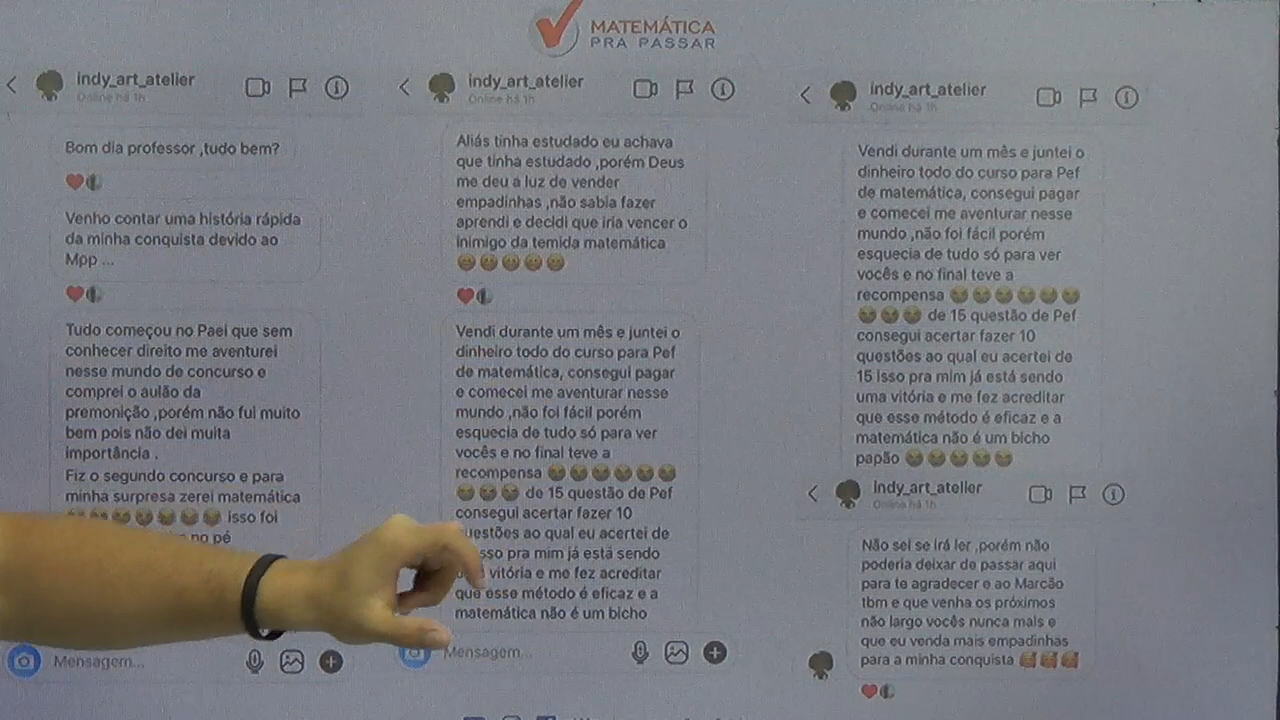 MATEMÁTICA
PRA PASSAR
indy_art_atelier
Online há 1h
Bom dia professor ,tudo bem?
Venho contar uma história rápida
da minha conquista devido ao
Mpp ...
Tudo começou no Paei que sem
conhecer direito me aventurei
nesse mundo de concurso e
comprei o aulão da
premonição ,porém não fui muito
bem pois não dei muita
importância .
Fiz o segundo concurso e para
minha surpresa zerei matemática
😂😂😂😂😂😂 isso foi
no pé
Mensagem...
indy_art_atelier
Online há 1h
Aliás tinha estudado eu achava
que tinha estudado ,porém Deus
me deu a luz de vender
empadinhas ,não sabia fazer
aprendi e decidi que iria vencer o
inimigo da temida matemática
😬😬😬😬😬
Vendi durante um mês e juntei o
dinheiro todo do curso para Pef
de matemática, consegui pagar
e comecei me aventurar nesse
mundo ,não foi fácil porém
esquecia de tudo só para ver
vocês e no final teve a
recompensa 😂😂😂😂😂😂
😂😂😂 de 15 questão de Pef
consegui acertar fazer 10
questões ao qual eu acertei de
isso pra mim já está sendo
vitória e me fez acreditar
que esse método é eficaz e a
matemática não é um bicho
Mensagem...
indy_art_atelier
Online há 1h
Vendi durante um mês e juntei o
dinheiro todo do curso para Pef
de matemática, consegui pagar
e comecei me aventurar nesse
mundo ,não foi fácil porém
esquecia de tudo só para ver
vocês e no final teve a
recompensa 😂😂😂😂😂😂
😂😂😂 de 15 questão de Pef
consegui acertar fazer 10
questões ao qual eu acertei de
15 isso pra mim já está sendo
uma vitória e me fez acreditar
que esse método é eficaz e a
matemática não é um bicho
papão 😂😂😂😂😂
indy_art_atelier
Online há 1h
Não sei se irá ler ,porém não
poderia deixar de passar aqui
para te agradecer e ao Marcão
tbm e que venha os próximos
não largo vocês nunca mais e
que eu venda mais empadinhas
para a minha conquista 🥰🥰🥰